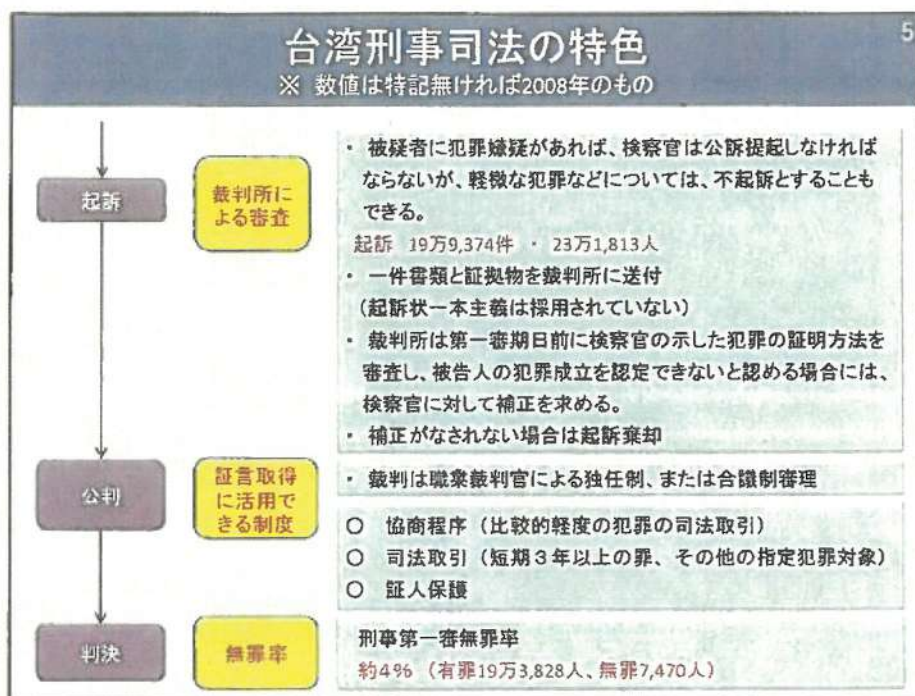 5
台湾刑事司法の特色
※ 数値は特記無ければ2008年のもの
起訴
裁判所に
よる審査
・ 被疑者に犯罪嫌疑があれば、検察官は公訴提起しなければ
ならないが、軽微な犯罪などについては、不起訴とすることも
できる。
起訴 19万9,374件 ・ 23万1,813人
・ 一件書類と証拠物を裁判所に送付
（起訴状一本主義は採用されていない）
・ 裁判所は第一審期日前に検察官の示した犯罪の証明方法を
審査し、被告人の犯罪成立を認定できないと認める場合には、
検察官に対して補正を求める。
・ 補正がなされない場合は起訴棄却
公判
証言取得
に活用で
きる制度
・ 裁判は職業裁判官による独任制、または合議制審理
○ 協商程序（比較的軽度の犯罪の司法取引）
○ 司法取引（短期３年以上の罪、その他の指定犯罪対象）
○ 証人保護
判決
無罪率
刑事第一審無罪率
約4％（有罪19万3,828人、無罪7,470人）